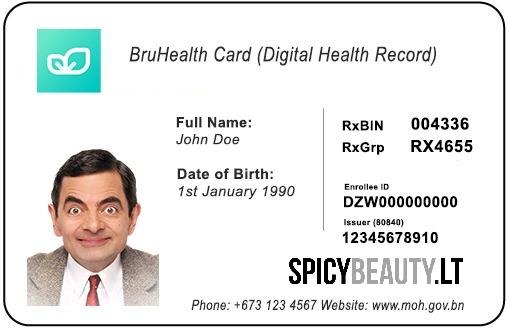 BruHealth Card (Digital Health Record)
Full Name:
John Doe
Date of Birth:
1st January 1990
RxBIN 004336
RxGrp RX4655
Enrollee ID
DZW000000000
Issuer (80840)
12345678910
SPICYBEAUTY.LT
Phone: +673 123 4567 Website: www.moh.gov.bn